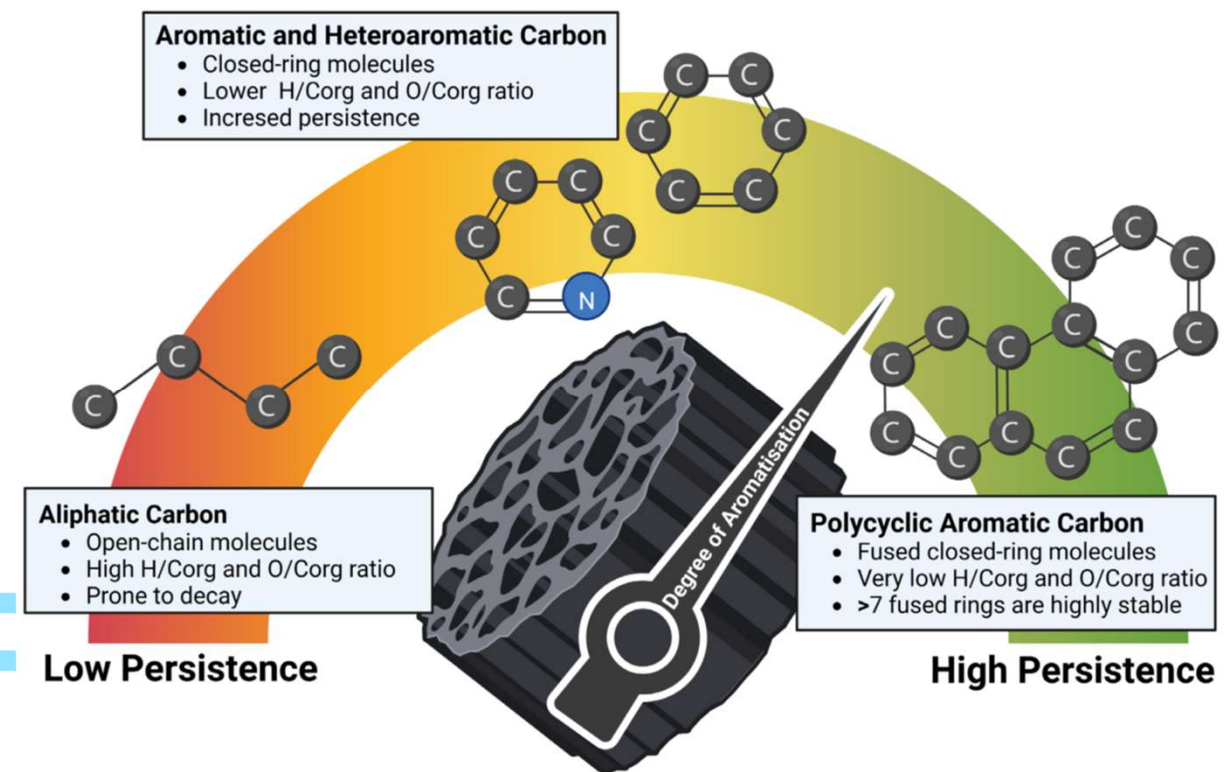 Aromatic and Heteroaromatic Carbon
• Closed-ring molecules
• Lower H/Corg and O/Corg ratio
• Incresed persistence
C C
C C
C C
C C
C C
C N
C
C C
C C
C
C
C
C C
C C
C C
C C
C
C C
C
Degree of Aromatisation
Aliphatic Carbon
• Open-chain molecules
• High H/Corg and O/Corg ratio
• Prone to decay
Polycyclic Aromatic Carbon
• Fused closed-ring molecules
• Very low H/Corg and O/Corg ratio
• >7 fused rings are highly stable
Low Persistence
High Persistence